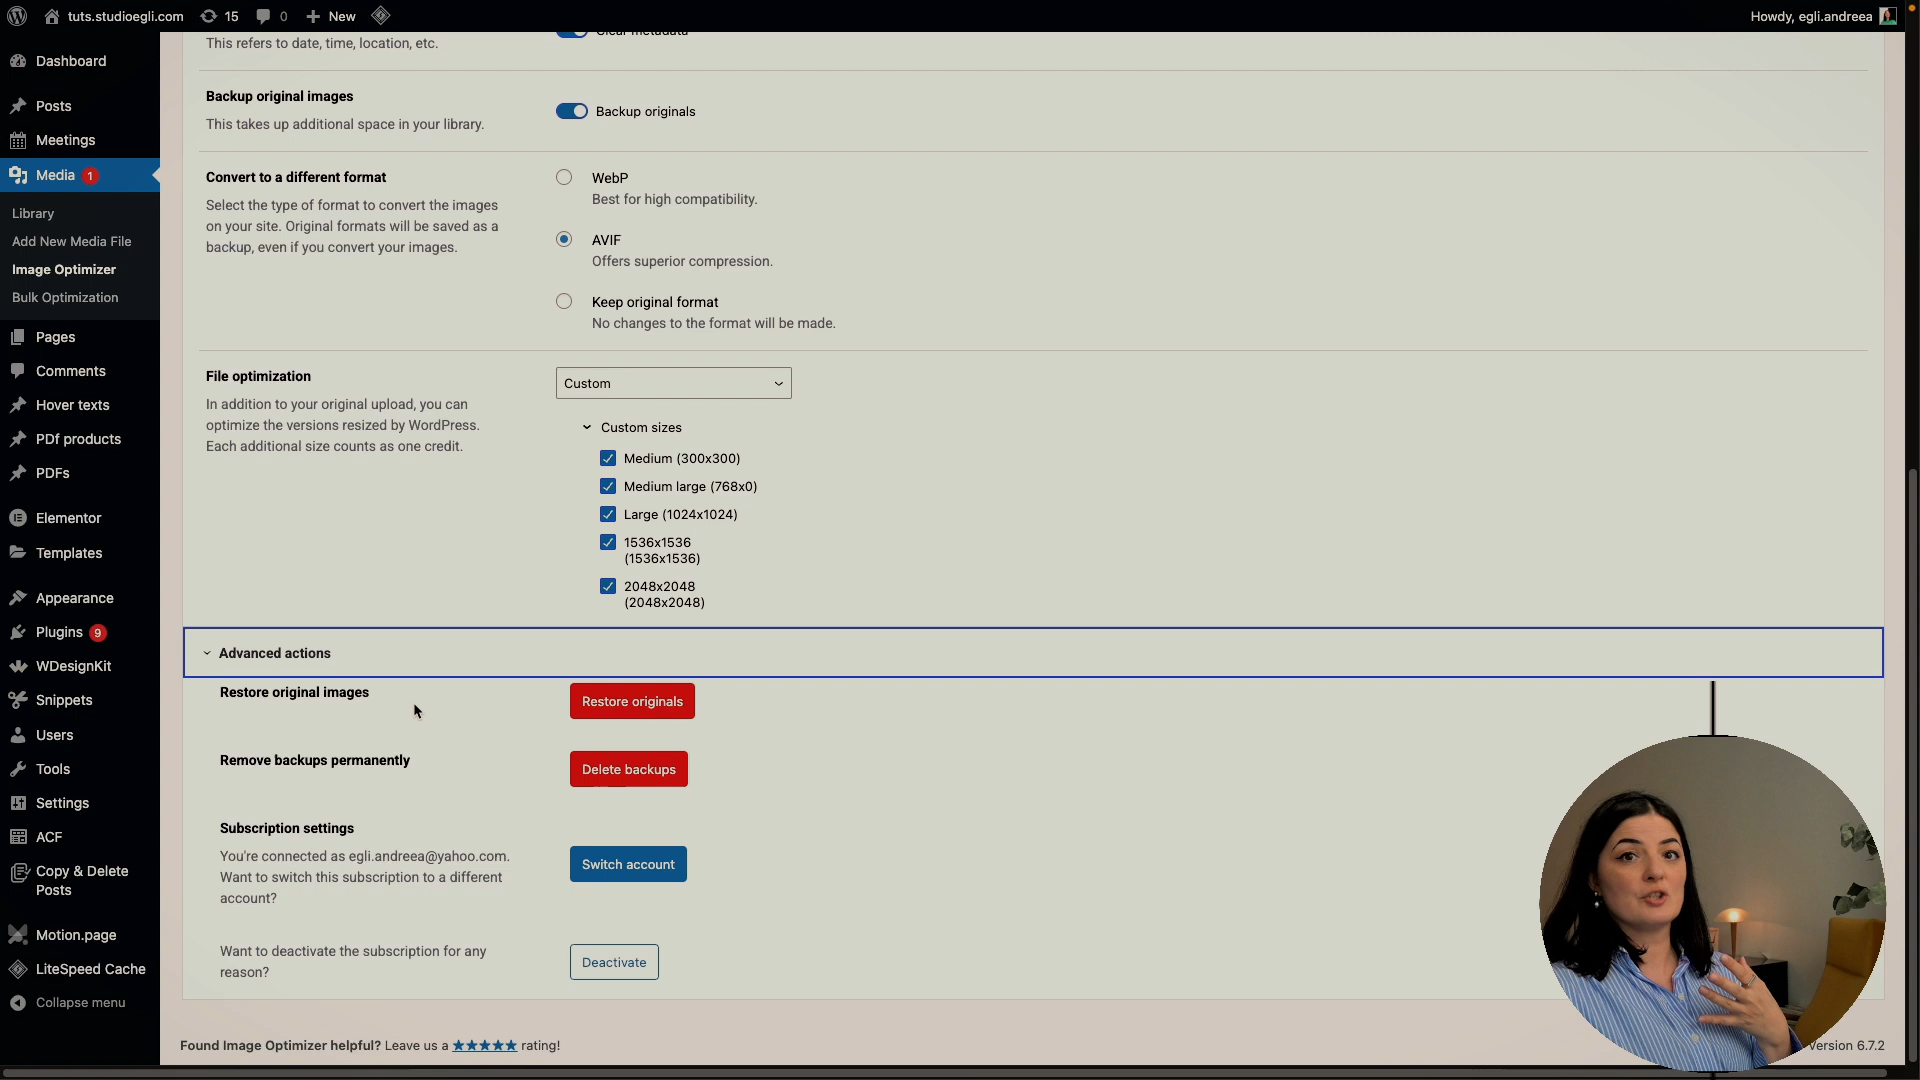 tuts.studioegli.com
15
0
New
Howdy, egli.andreea
Dashboard
Posts
Meetings
Media 1
Library
Add New Media File
Image Optimizer
Bulk Optimization
Pages
Comments
Hover texts
PDf products
PDFs
Elementor
Templates
Appearance
Plugins 9
WDesignKit
Snippets
Users
Tools
Settings
ACF
Copy & Delete
Posts
Motion.page
LiteSpeed Cache
Collapse menu
Clear metadata
This refers to date, time, location, etc.
Backup original images
This takes up additional space in your library.
Backup originals
Convert to a different format
Select the type of format to convert the images
on your site. Original formats will be saved as a
backup, even if you convert your images.
WebP
Best for high compatibility.
AVIF
Offers superior compression.
Keep original format
No changes to the format will be made.
File optimization
In addition to your original upload, you can
optimize the versions resized by WordPress.
Each additional size counts as one credit.
Custom
Custom sizes
Medium (300x300)
Medium large (768x0)
Large (1024x1024)
1536x1536
(1536x1536)
2048x2048
(2048x2048)
Advanced actions
Restore original images
Restore originals
Remove backups permanently
Delete backups
Subscription settings
You're connected as egli.andreea@yahoo.com.
Want to switch this subscription to a different
account?
Switch account
Want to deactivate the subscription for any
reason?
Deactivate
Found Image Optimizer helpful? Leave us a ★★★★★ rating!
Version 6.7.2